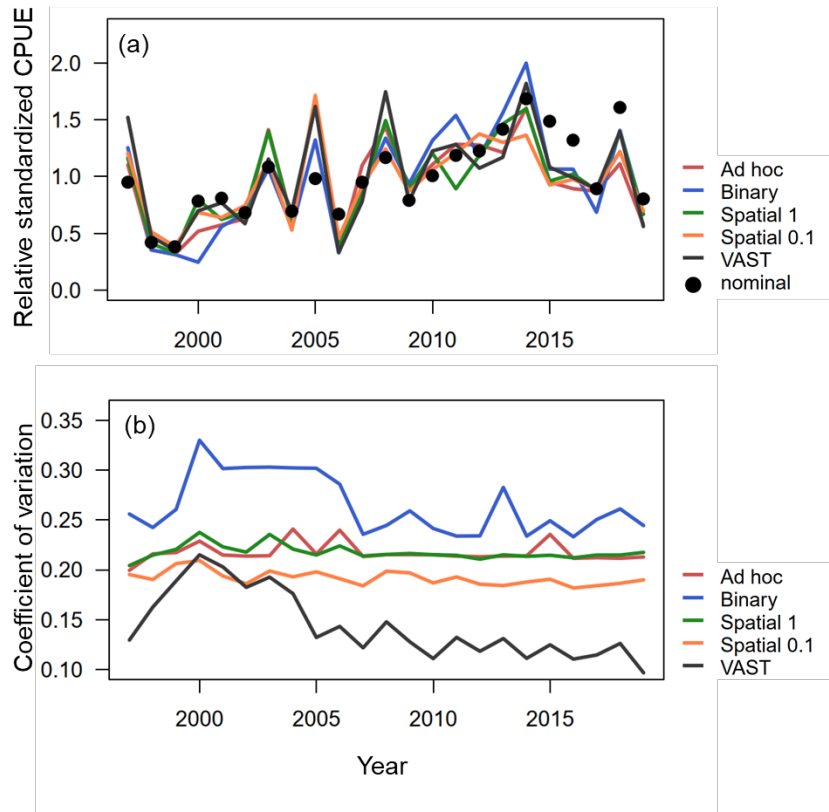 (a)
Relative standardized CPUE
2.0
1.5
1.0
0.5
0.0
2000 2005 2010 2015
Ad hoc
Binary
Spatial 1
Spatial 0.1
VAST
nominal
(b)
Coefficient of variation
0.35
0.30
0.25
0.20
0.15
0.10
2000 2005 2010 2015
Year
Ad hoc
Binary
Spatial 1
Spatial 0.1
VAST